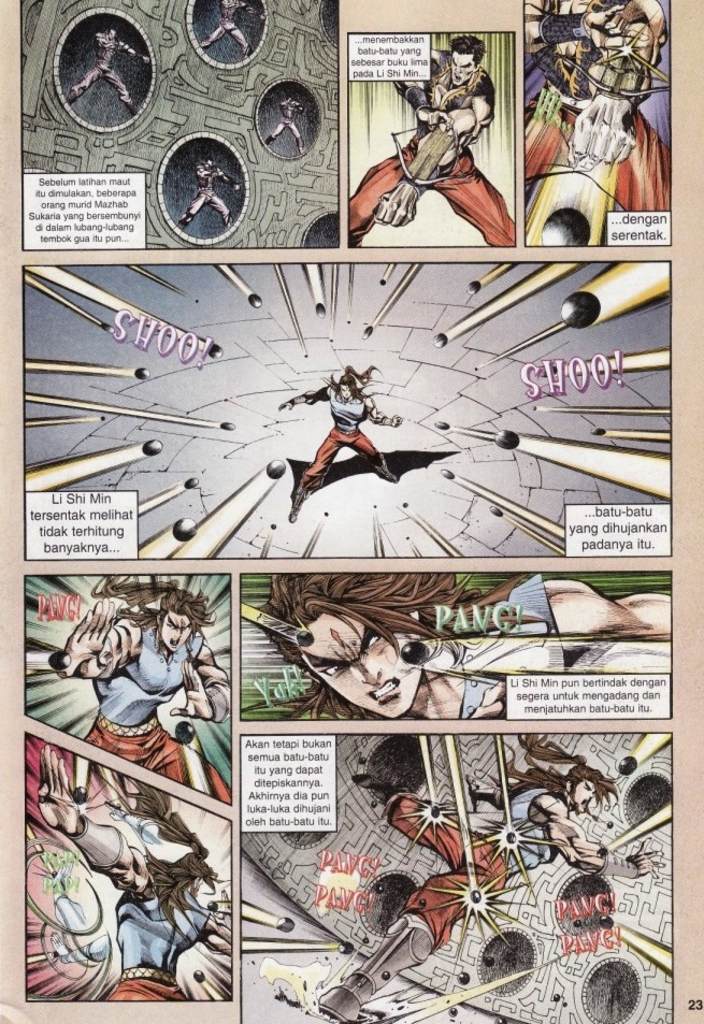 Sebelum latihan maut
itu dimulakan, beberapa
orang murid Mazhab
Sukaria yang bersembunyi
di dalam lubang-lubang
tembok gua itu pun...
...menembakkan
batu-batu yang
sebesar buku lima
pada Li Shi Min...
...dengan
serentak.
SHOO!
SHOO!
Li Shi Min
tersentak melihat
tidak terhitung
banyaknya...
...batu-batu
yang dihujankan
padanya itu.
PANG!
PANG!
Li Shi Min pun bertindak dengan
segera untuk mengadang dan
menjatuhkan batu-batu itu.
Akan tetapi bukan
semua batu-batu
itu yang dapat
ditepiskannya.
Akhirnya dia pun
luka-luka dihujani
oleh batu-batu itu.
PAP!
PANG!
PANG!
PANG!
PANG!
23